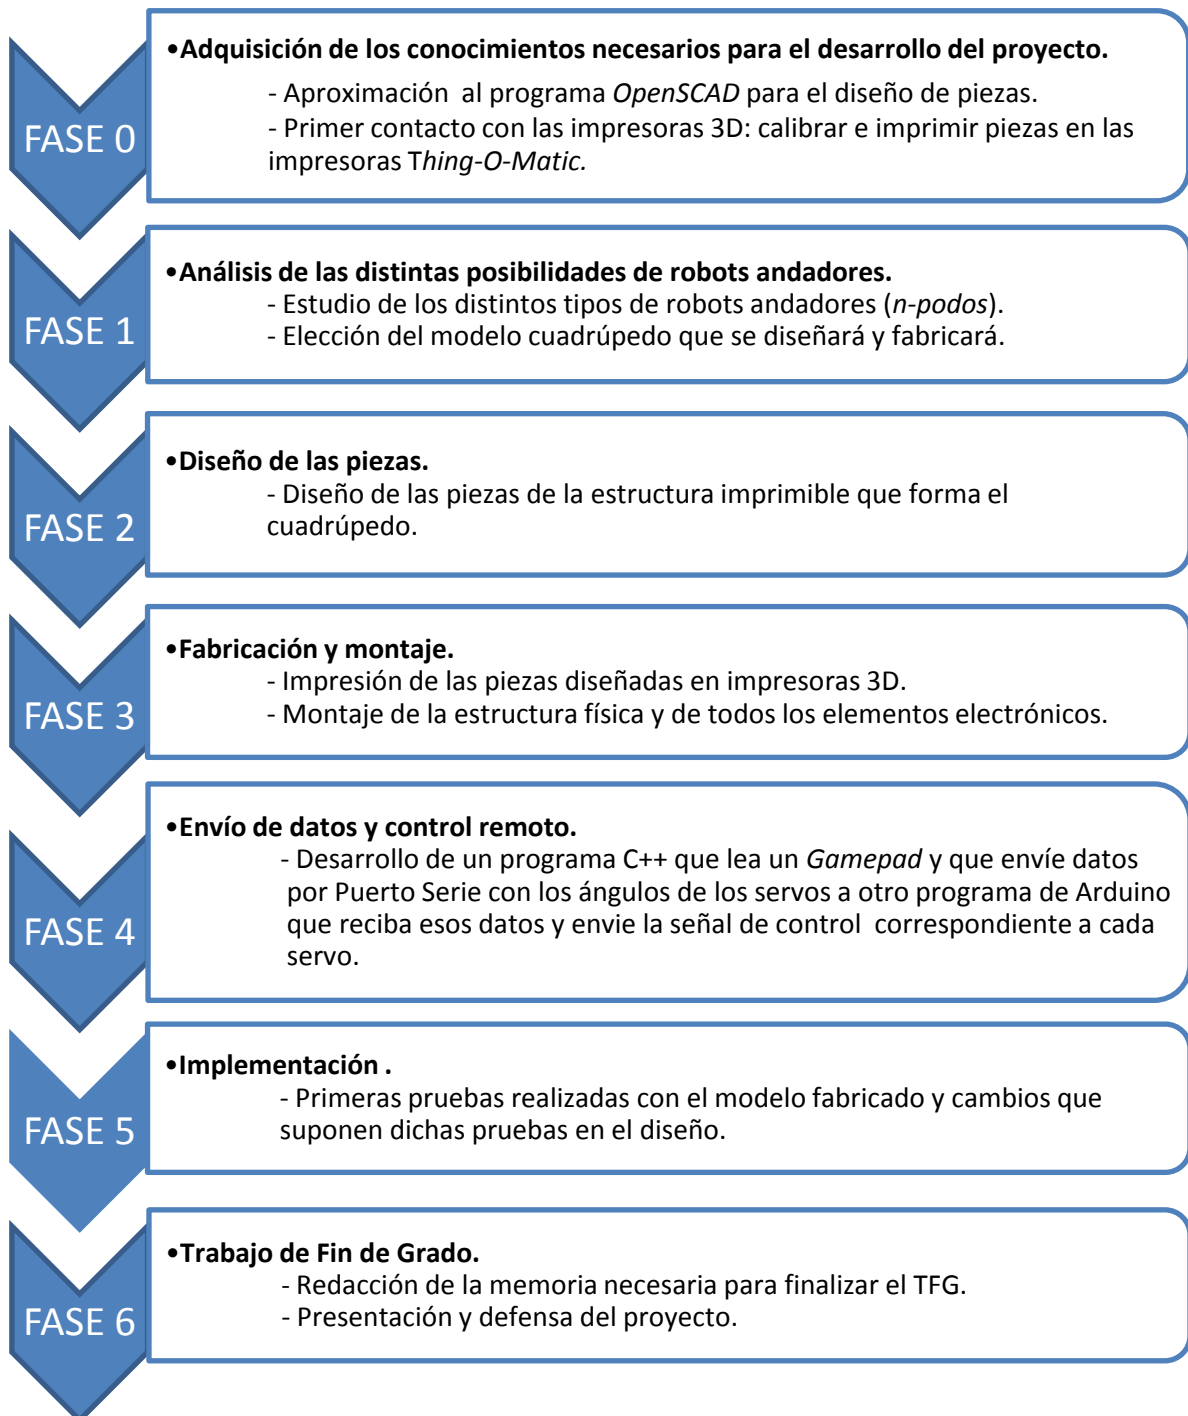 •Adquisición de los conocimientos necesarios para el desarrollo del proyecto.
- Aproximación al programa OpenSCAD para el diseño de piezas.
- Primer contacto con las impresoras 3D: calibrar e imprimir piezas en las
impresoras Thing-O-Matic.
FASE 0
•Análisis de las distintas posibilidades de robots andadores.
- Estudio de los distintos tipos de robots andadores (n-podos).
- Elección del modelo cuadrúpedo que se diseñará y fabricará.
FASE 1
•Diseño de las piezas.
- Diseño de las piezas de la estructura imprimible que forma el
cuadrúpedo.
FASE 2
•Fabricación y montaje.
- Impresión de las piezas diseñadas en impresoras 3D.
- Montaje de la estructura física y de todos los elementos electrónicos.
FASE 3
•Envío de datos y control remoto.
- Desarrollo de un programa C++ que lea un Gamepad y que envíe datos
por Puerto Serie con los ángulos de los servos a otro programa de Arduino
que reciba esos datos y envie la señal de control correspondiente a cada
servo.
FASE 4
•Implementación .
- Primeras pruebas realizadas con el modelo fabricado y cambios que
suponen dichas pruebas en el diseño.
FASE 5
•Trabajo de Fin de Grado.
- Redacción de la memoria necesaria para finalizar el TFG.
- Presentación y defensa del proyecto.
FASE 6